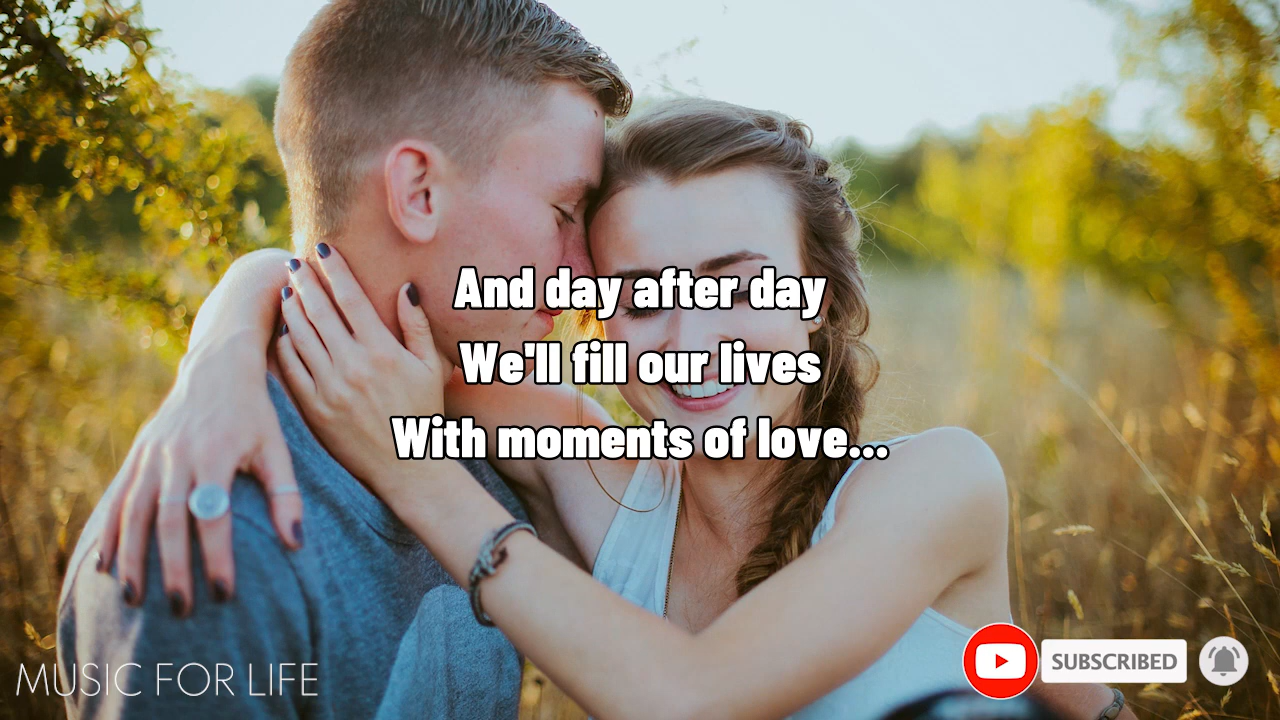 And day after day
We'll fill our lives
With moments of love...
MUSIC FOR LIFE
SUBSCRIBED